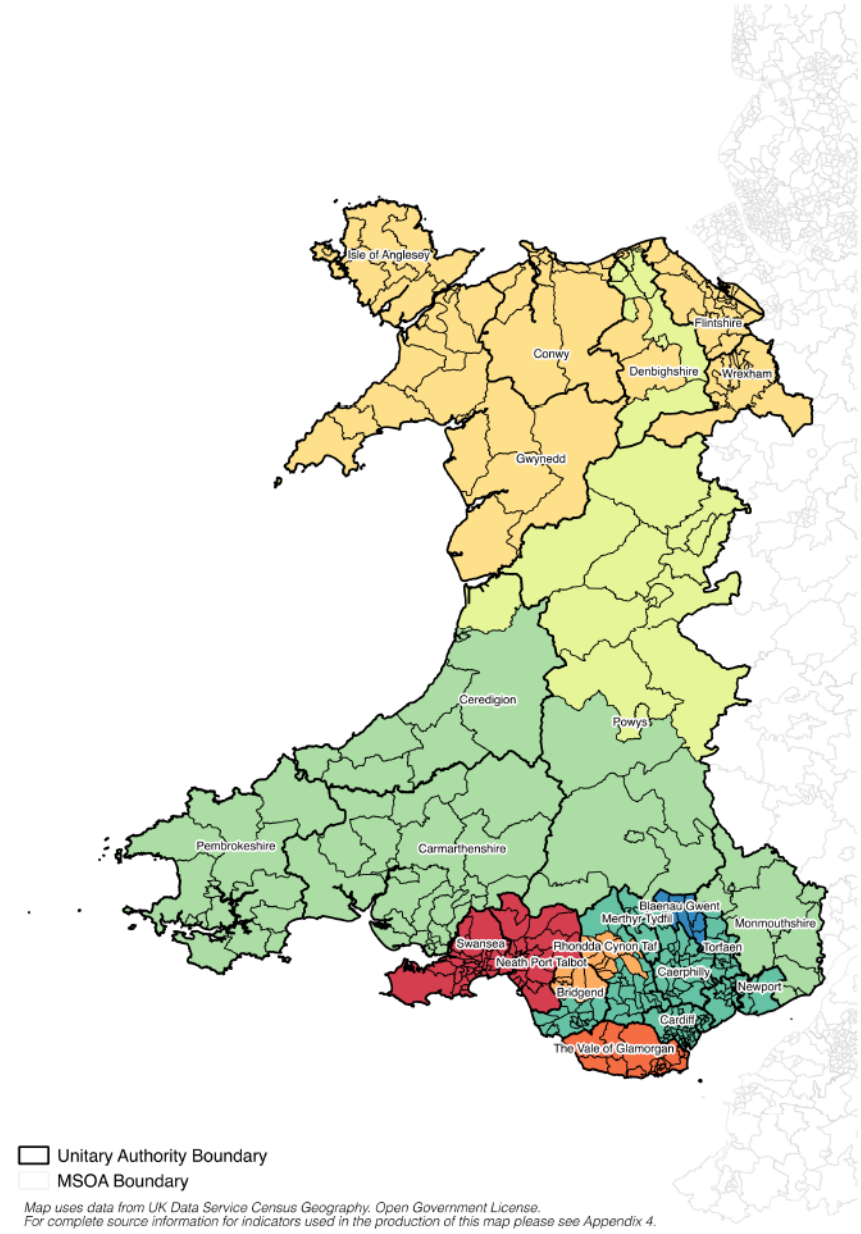 Isle of Anglesey
Flintshire
Conwy
Denbighshire
Wrexham
Gwynedd
Ceredigion
Powys
Pembrokeshire
Carmarthenshire
Blaenau Gwent
Merthyr Tydfil
Monmouthshire
Swansea
Rhondda Cynon Taf
Torfaen
Neath Port Talbot
Caerphilly
Bridgend
Newport
Cardiff
The Vale of Glamorgan
Unitary Authority Boundary
MSOA Boundary
Map uses data from UK Data Service Census Geography. Open Government License.
For complete source information for indicators used in the production of this map please see Appendix 4.